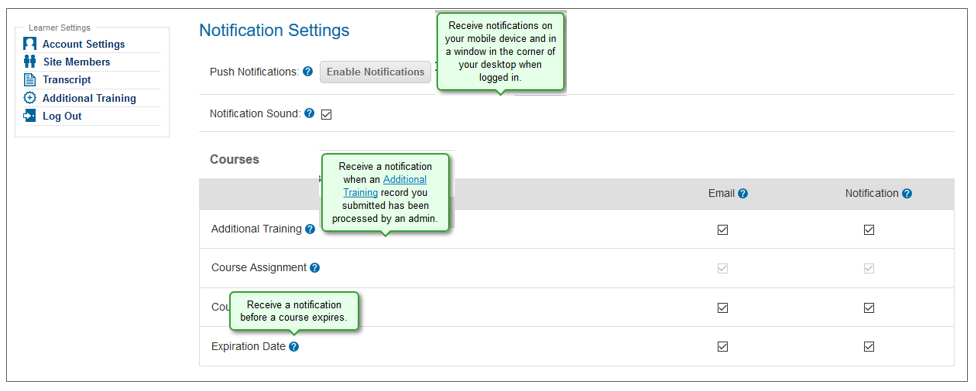 Learner Settings
Account Settings
Site Members
Transcript
Additional Training
Log Out
Notification Settings
Receive notifications on
your mobile device and in
a window in the corner of
your desktop when
logged in.
Push Notifications: ? Enable Notifications
Notification Sound: ?
Courses
Receive a notification
when an Additional
Training record you
submitted has been
processed by an admin.
Email ? Notification ?
Additional Training ?
Course Assignment ?
Receive a notification
before a course expires.
Expiration Date ?